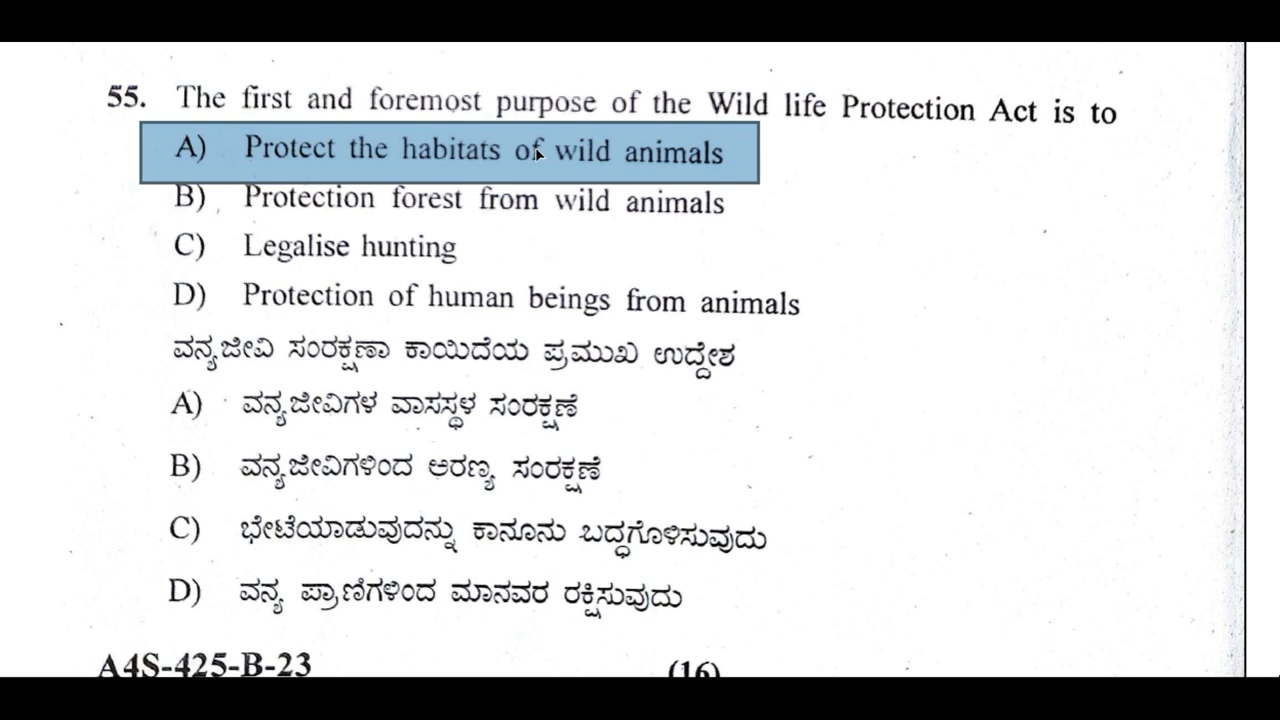 55. The first and foremost purpose of the Wild life Protection Act is to
A) Protect the habitats of wild animals
B) Protection forest from wild animals
C) Legalise hunting
D) Protection of human beings from animals
ವನ್ಯಜೀವಿ ಸಂರಕ್ಷಣಾ ಕಾಯಿದೆಯ ಪ್ರಮುಖ ಉದ್ದೇಶ
A) ವನ್ಯಜೀವಿಗಳ ವಾಸಸ್ಥಳ ಸಂರಕ್ಷಣೆ
B) ವನ್ಯಜೀವಿಗಳಿಂದ ಅರಣ್ಯ ಸಂರಕ್ಷಣೆ
C) ಭೇಟೆಯಾಡುವುದನ್ನು ಕಾನೂನು ಬದ್ಧಗೊಳಿಸುವುದು
D) ವನ್ಯ ಪ್ರಾಣಿಗಳಿಂದ ಮಾನವರ ರಕ್ಷಿಸುವುದು
A4S-425-B-23 (16)